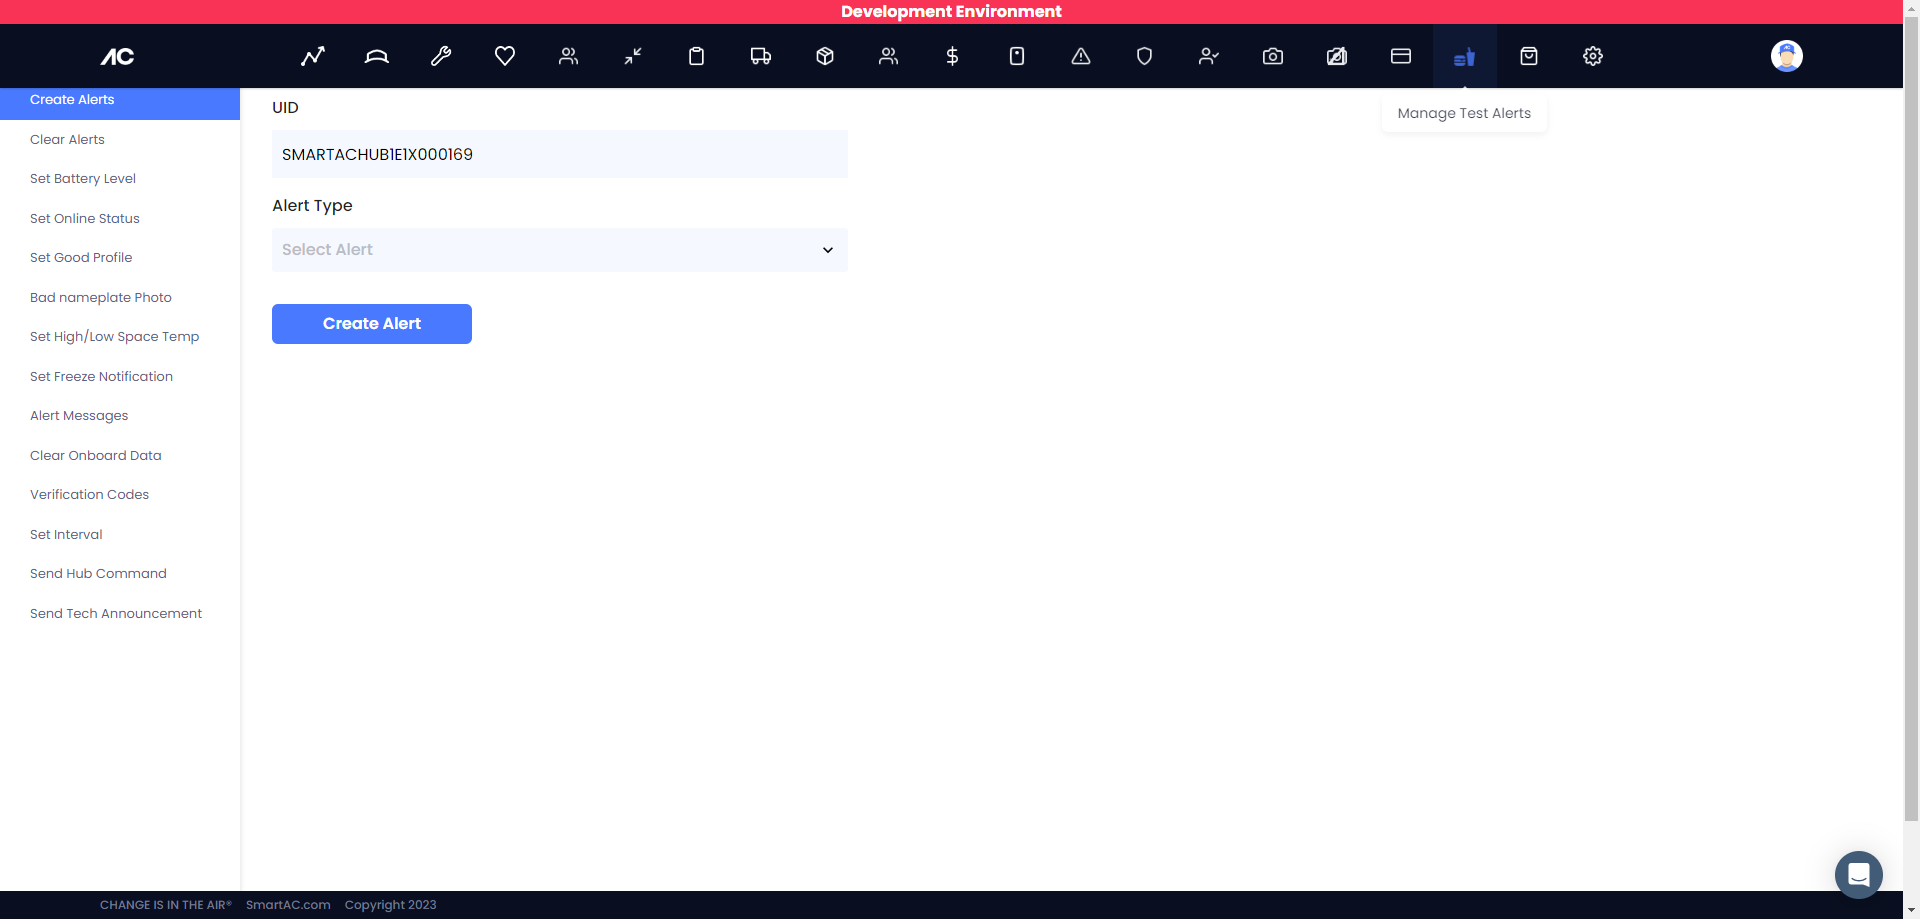 Development Environment
AC
Create Alerts
Clear Alerts
Set Battery Level
Set Online Status
Set Good Profile
Bad nameplate Photo
Set High/Low Space Temp
Set Freeze Notification
Alert Messages
Clear Onboard Data
Verification Codes
Set Interval
Send Hub Command
Send Tech Announcement
UID
SMARTACHUB1E1X000169
Alert Type
Select Alert
Create Alert
Manage Test Alerts
CHANGE IS IN THE AIR® SmartAC.com Copyright 2023